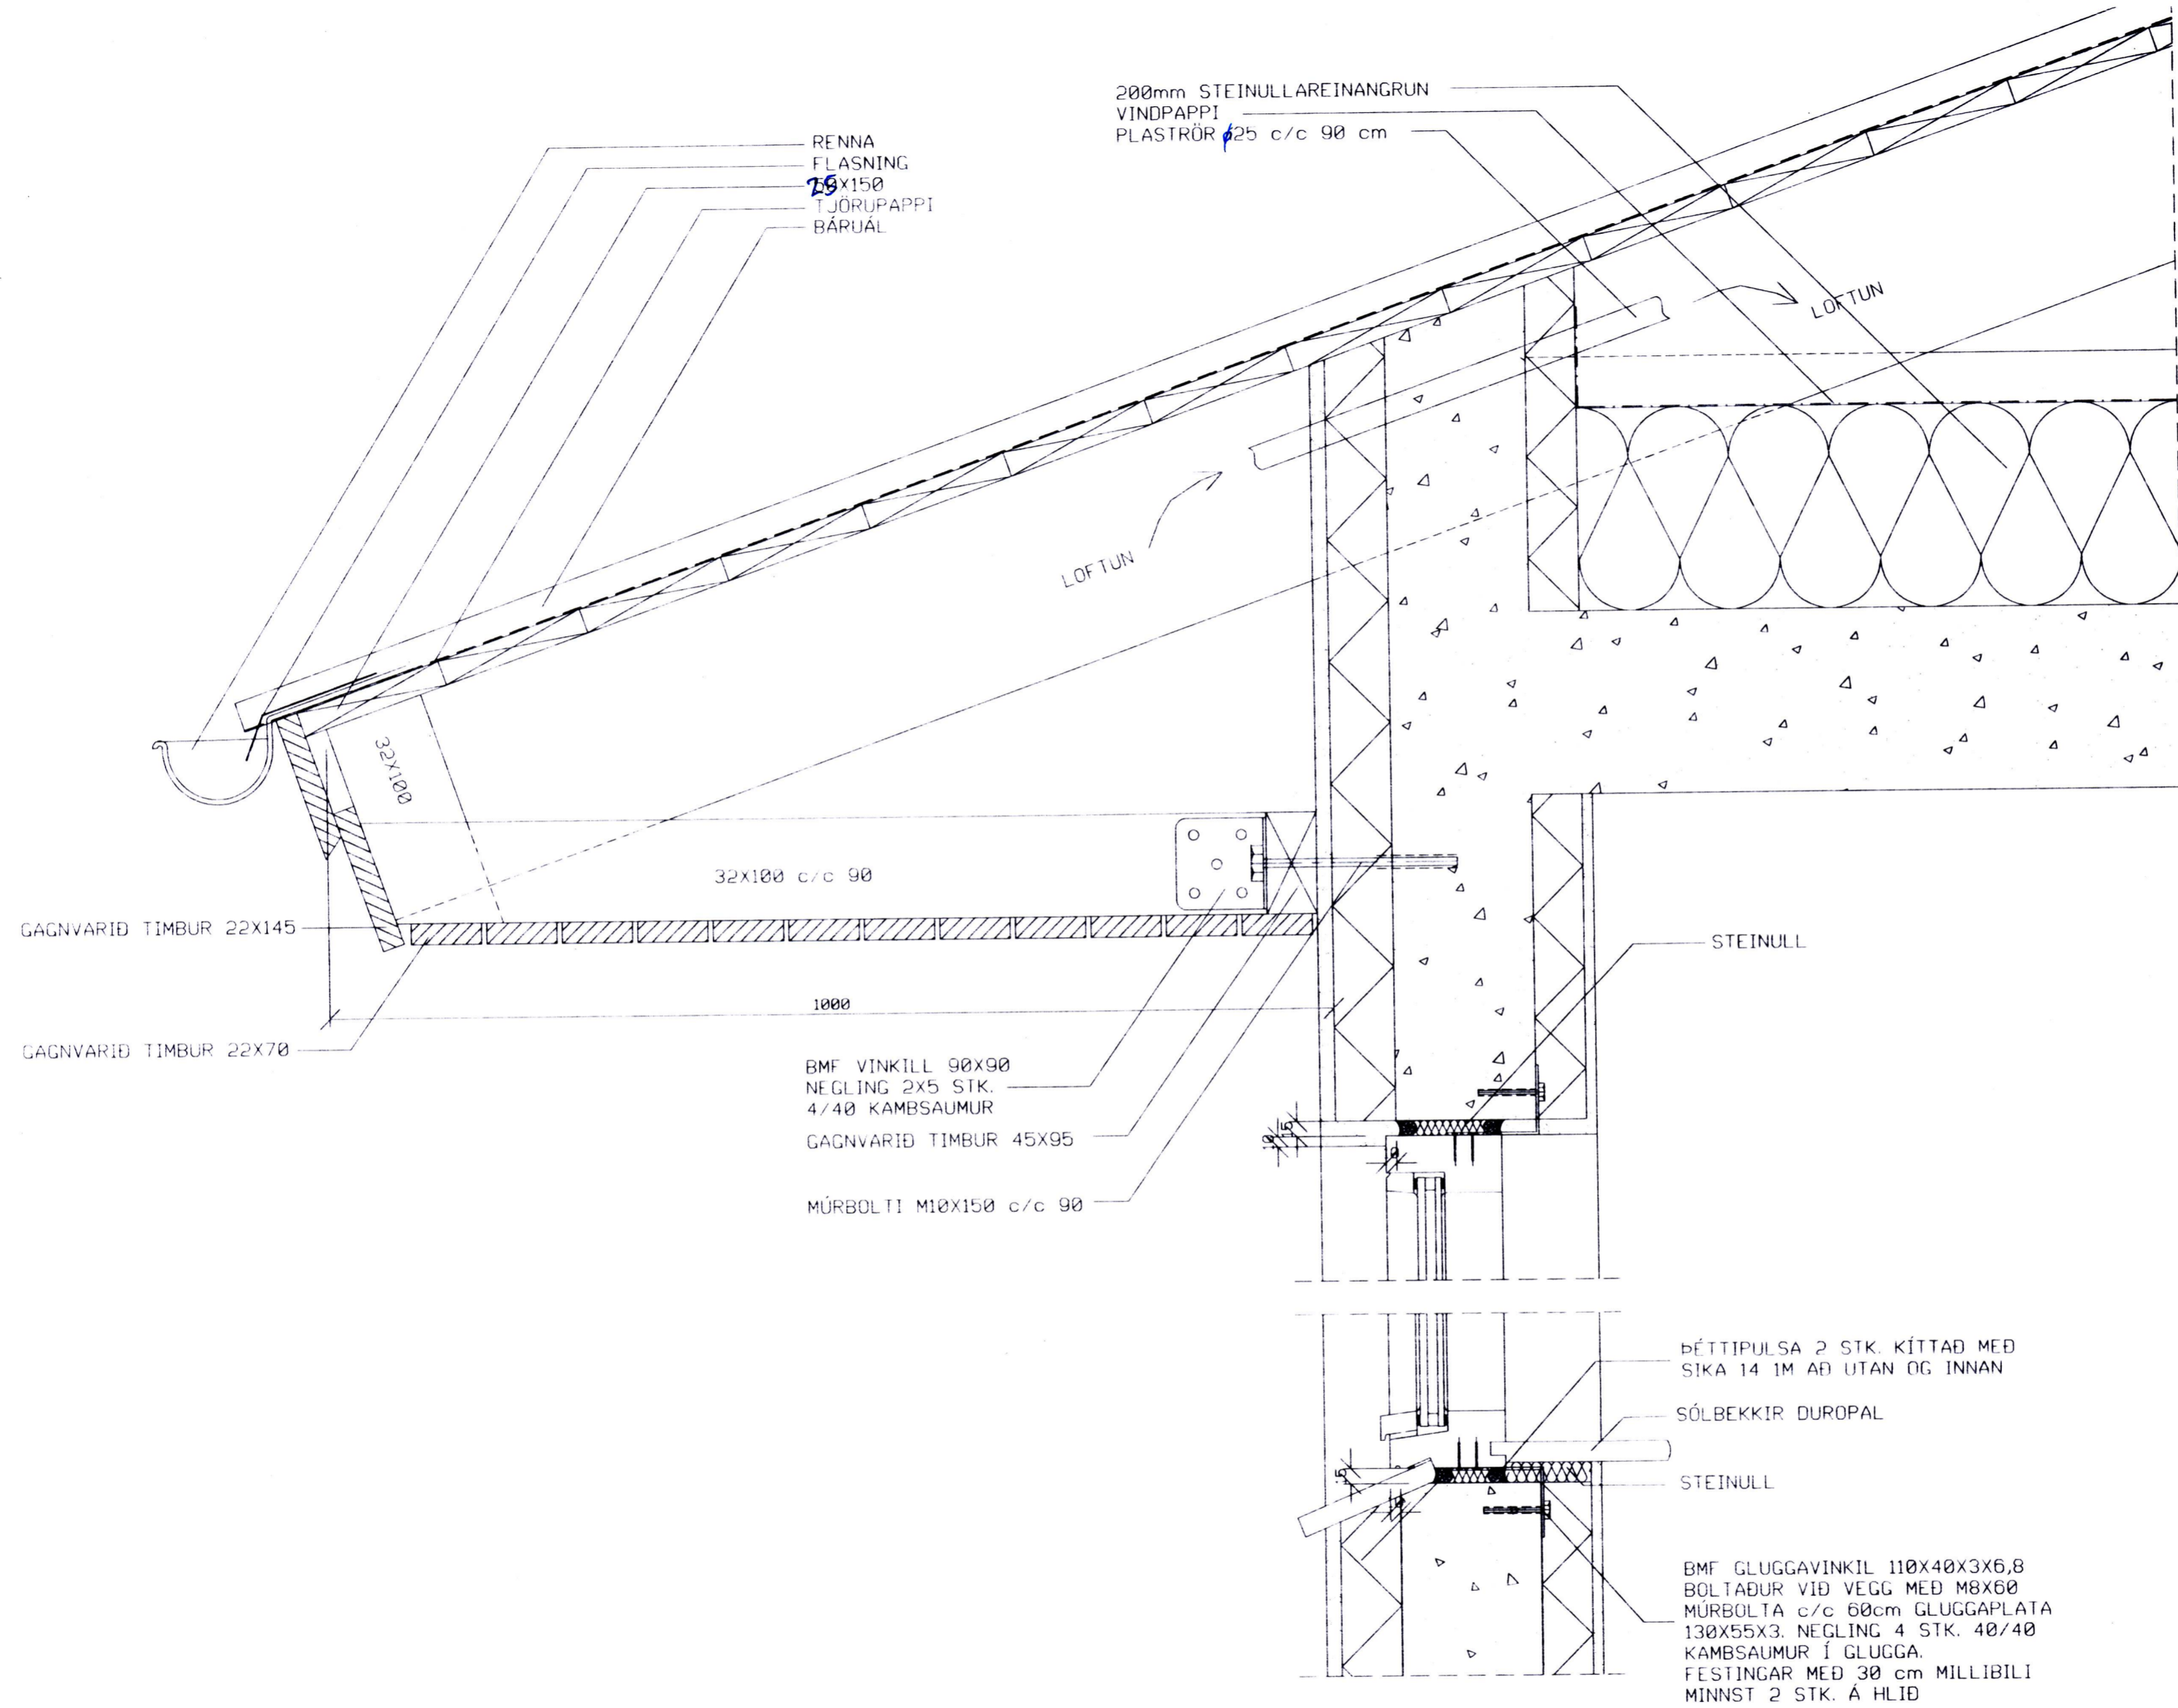 200mm STEINULLAREINANGRUN
VINDPAPPI
PLASTRÖR ø25 c/c 90 cm
RENNA
FLASNING
25X150
TJÖRUPAPPI
BÁRUÁL
LOFTUN
LOFTUN
32X100
32X100 c/c 90
GAGNVARIÐ TIMBUR 22X145
STEINULL
1000
GAGNVARIÐ TIMBUR 22X70
BMF VINKILL 90X90
NEGLING 2X5 STK.
4/40 KAMBSAUMUR
GAGNVARIÐ TIMBUR 45X95
MÚRBOLTI M10X150 c/c 90
15
10
ÞÉTTIPULSA 2 STK. KÍTTAÐ MEÐ
SIKA 14 1M AÐ UTAN OG INNAN
SÓLBEKKIR DUROPAL
15
STEINULL
BMF GLUGGAVINKIL 110X40X3X6,8
BOLTAÐUR VIÐ VEGG MEÐ M8X60
MÚRBOLTA c/c 60cm GLUGGAPLATA
130X55X3. NEGLING 4 STK. 40/40
KAMBSAUMUR Í GLUGGA.
FESTINGAR MEÐ 30 cm MILLIBILI
MINNST 2 STK. Á HLIÐ